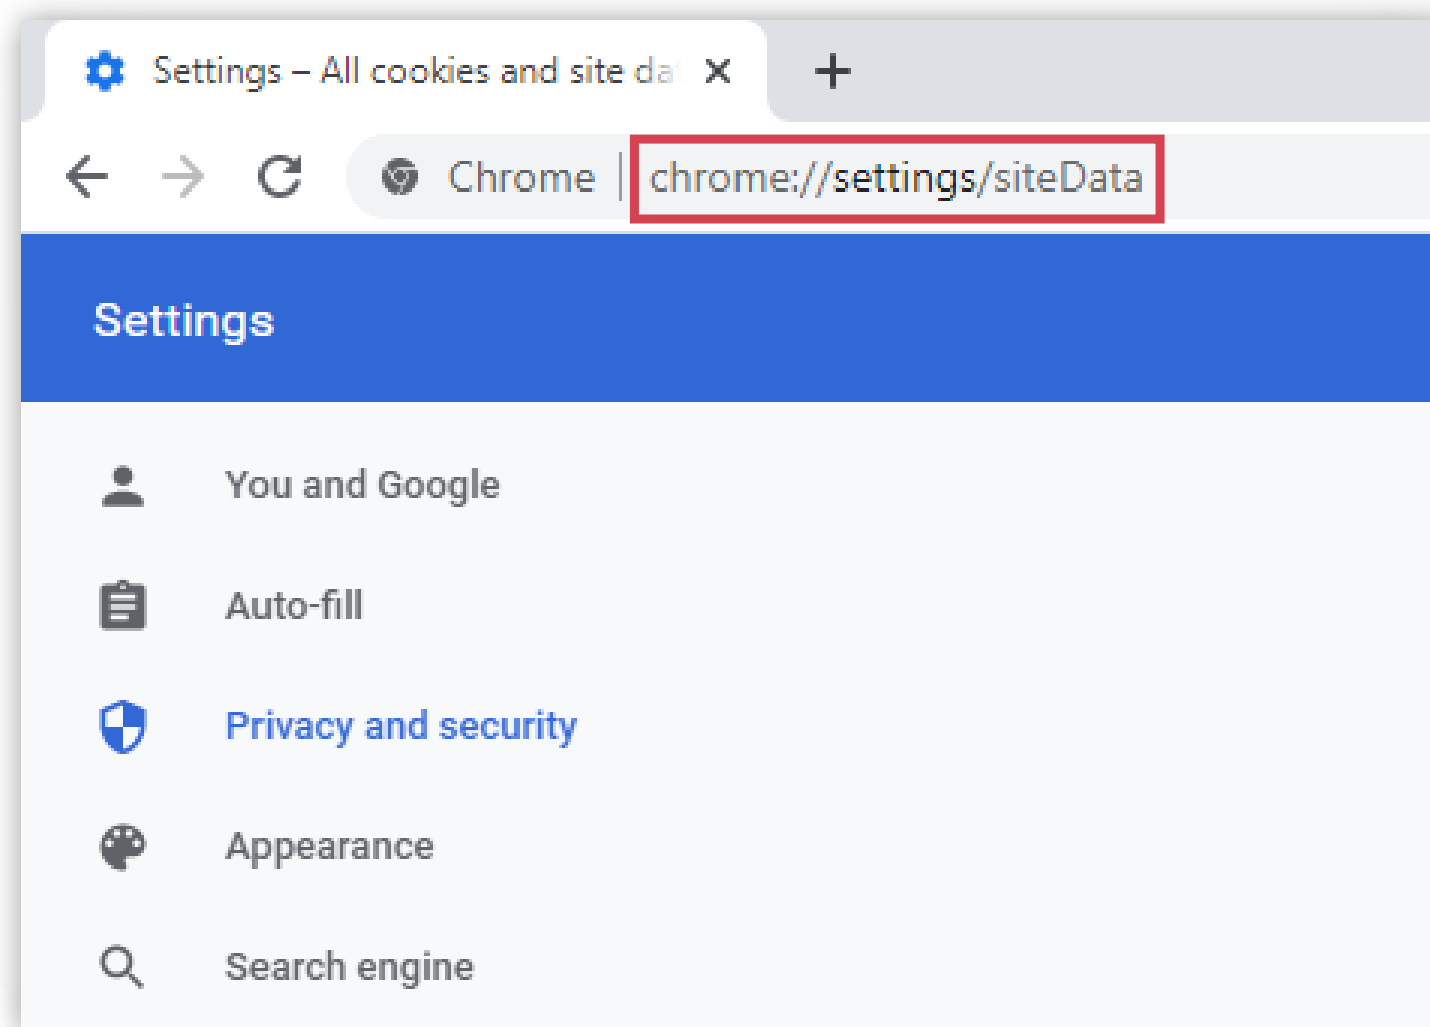 Settings – All cookies and site da
Chrome chrome://settings/siteData
Settings
You and Google
Auto-fill
Privacy and security
Appearance
Search engine